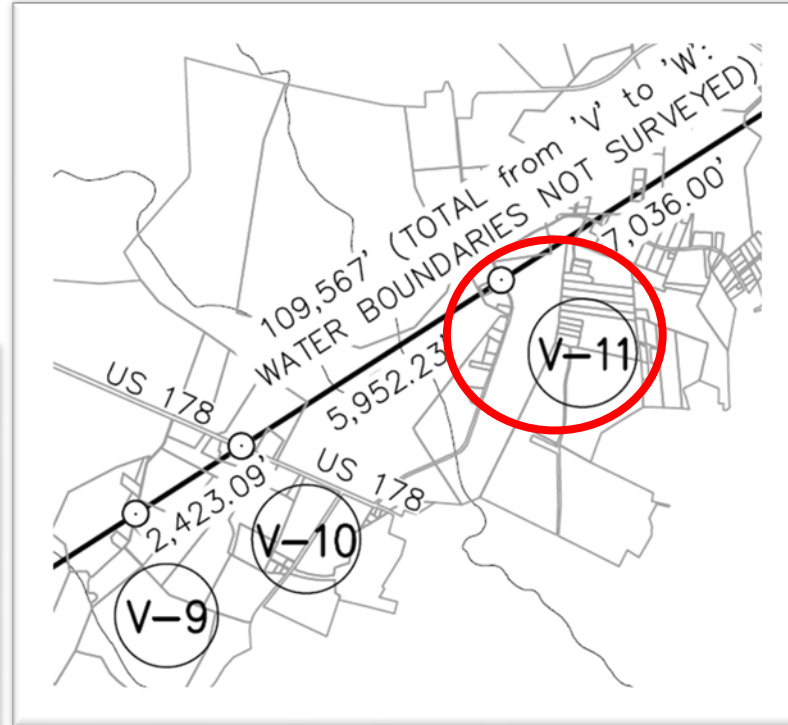 109,567' (TOTAL from 'V' to 'W':
WATER BOUNDARIES NOT SURVEYED)
7,036.00'
5,952.23'
V-11
US 178
US 178
2,423.09'
V-10
V-9